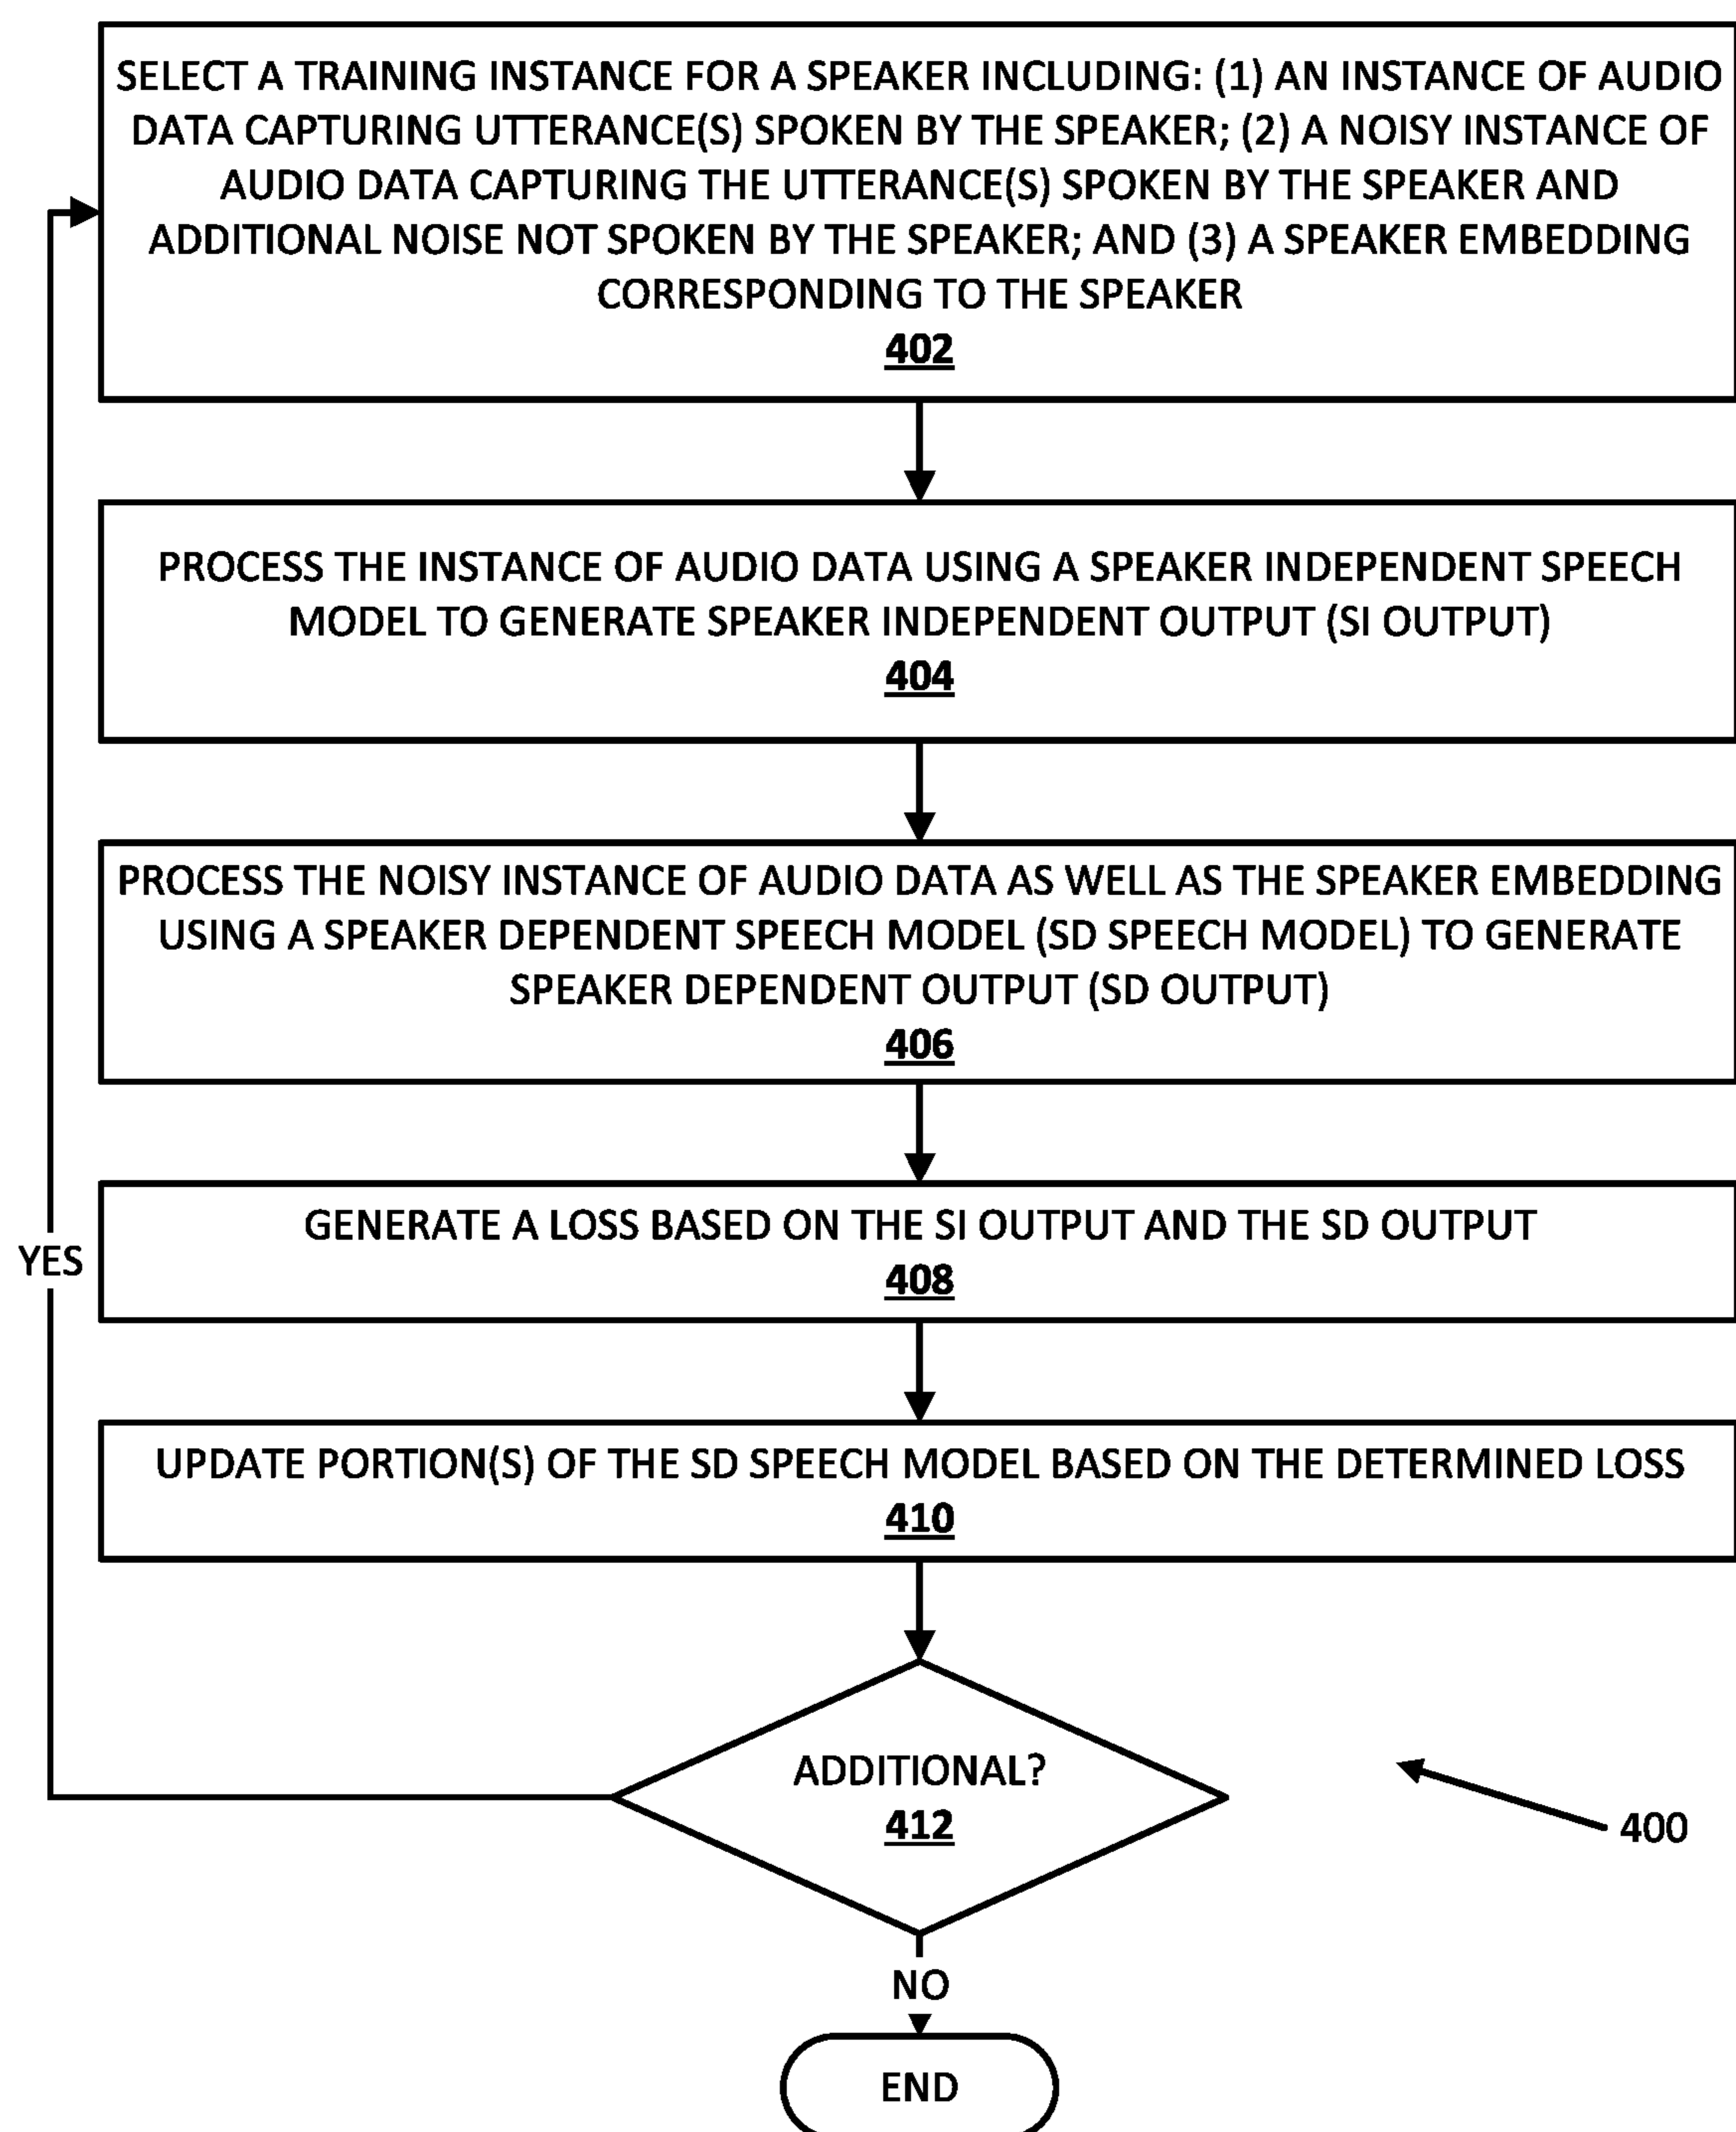 SELECT A TRAINING INSTANCE FOR A SPEAKER INCLUDING: (1) AN INSTANCE OF AUDIO
DATA CAPTURING UTTERANCE(S) SPOKEN BY THE SPEAKER; (2) A NOISY INSTANCE OF
AUDIO DATA CAPTURING THE UTTERANCE(S) SPOKEN BY THE SPEAKER AND
ADDITIONAL NOISE NOT SPOKEN BY THE SPEAKER; AND (3) A SPEAKER EMBEDDING
CORRESPONDING TO THE SPEAKER
402
PROCESS THE INSTANCE OF AUDIO DATA USING A SPEAKER INDEPENDENT SPEECH
MODEL TO GENERATE SPEAKER INDEPENDENT OUTPUT (SI OUTPUT)
404
PROCESS THE NOISY INSTANCE OF AUDIO DATA AS WELL AS THE SPEAKER EMBEDDING
USING A SPEAKER DEPENDENT SPEECH MODEL (SD SPEECH MODEL) TO GENERATE
SPEAKER DEPENDENT OUTPUT (SD OUTPUT)
406
GENERATE A LOSS BASED ON THE SI OUTPUT AND THE SD OUTPUT
408
YES
UPDATE PORTION(S) OF THE SD SPEECH MODEL BASED ON THE DETERMINED LOSS
410
ADDITIONAL?
412
400
NO
END